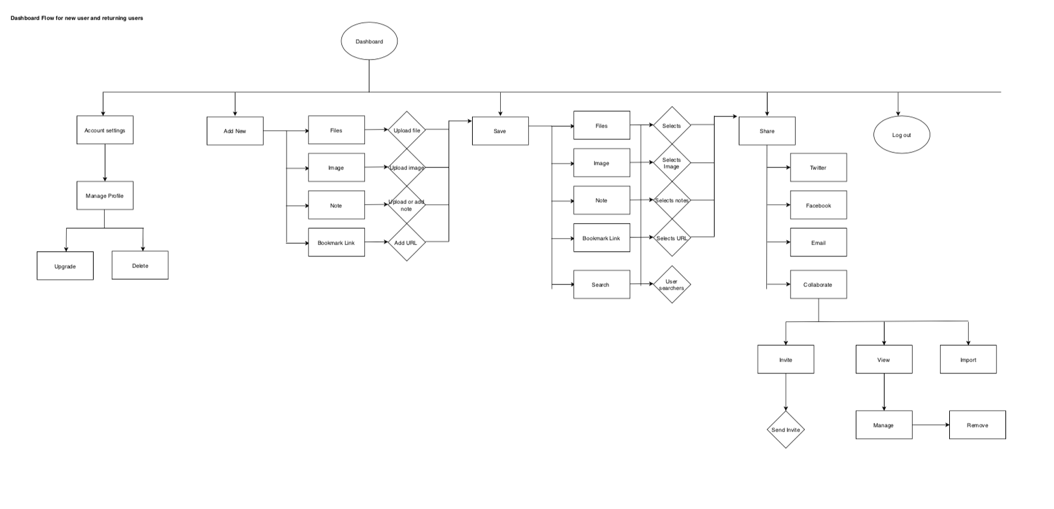 Dashboard Flow for new user and returning users
Dashboard
Account settings
Add New
Files
Upload file
Save
Files
Selects
Share
Log out
Image
Upload image
Image
Selects
Image
Twitter
Manage Profile
Note
Upload or add
note
Note
Selects notes
Facebook
Bookmark Link
Add URL
Bookmark Link
Selects URL
Email
Upgrade
Delete
Search
User
searchers
Collaborate
Invite
View
Import
Send Invite
Manage
Remove